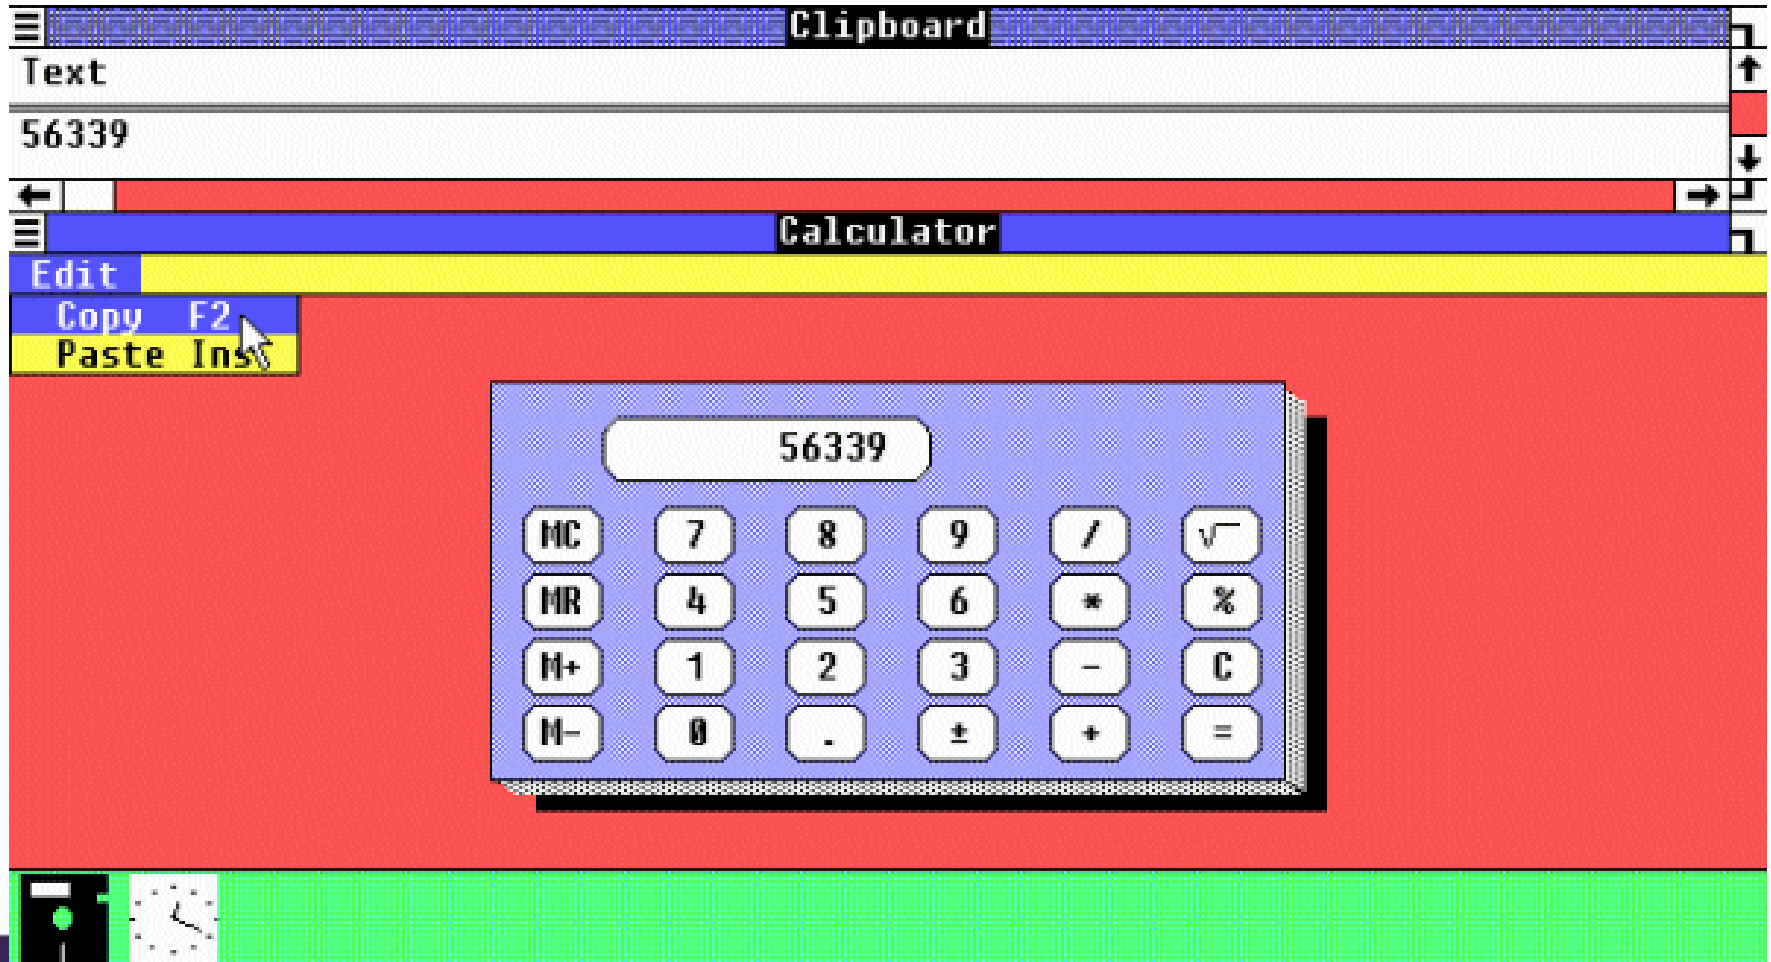 Clipboard
Text
56339
Calculator
Edit
Copy F2
Paste Ins
56339
MC 7 8 9 / √
MR 4 5 6 * %
M+ 1 2 3 - C
M- 0 . ± + =